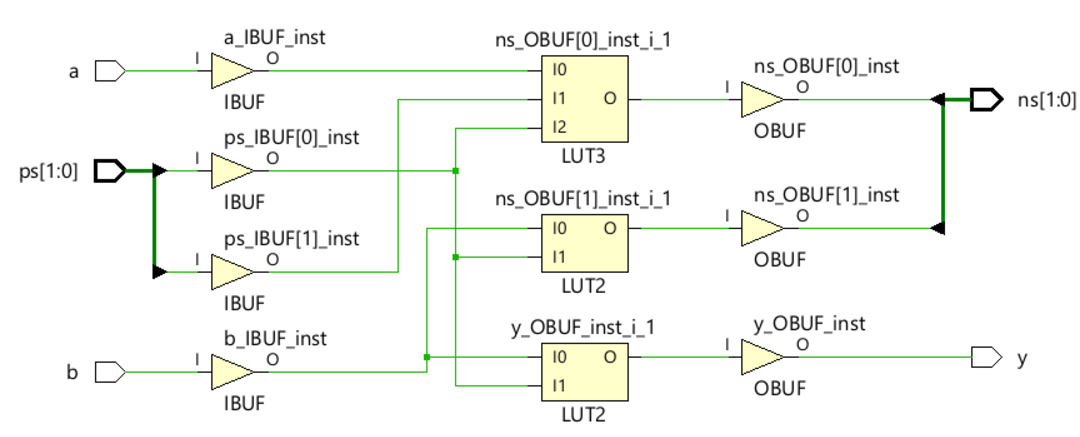 a
I
a_IBUF_inst
O
IBUF
ps[1:0]
I
ps_IBUF[0]_inst
O
IBUF
I
ps_IBUF[1]_inst
O
IBUF
b
I
b_IBUF_inst
O
IBUF
ns_OBUF[0]_inst_i_1
I0
I1 O
I2
LUT3
ns_OBUF[1]_inst_i_1
I0 O
I1
LUT2
y_OBUF_inst_i_1
I0 O
I1
LUT2
ns_OBUF[0]_inst
I O
OBUF
ns_OBUF[1]_inst
I O
OBUF
y_OBUF_inst
I O
OBUF
ns[1:0]
y